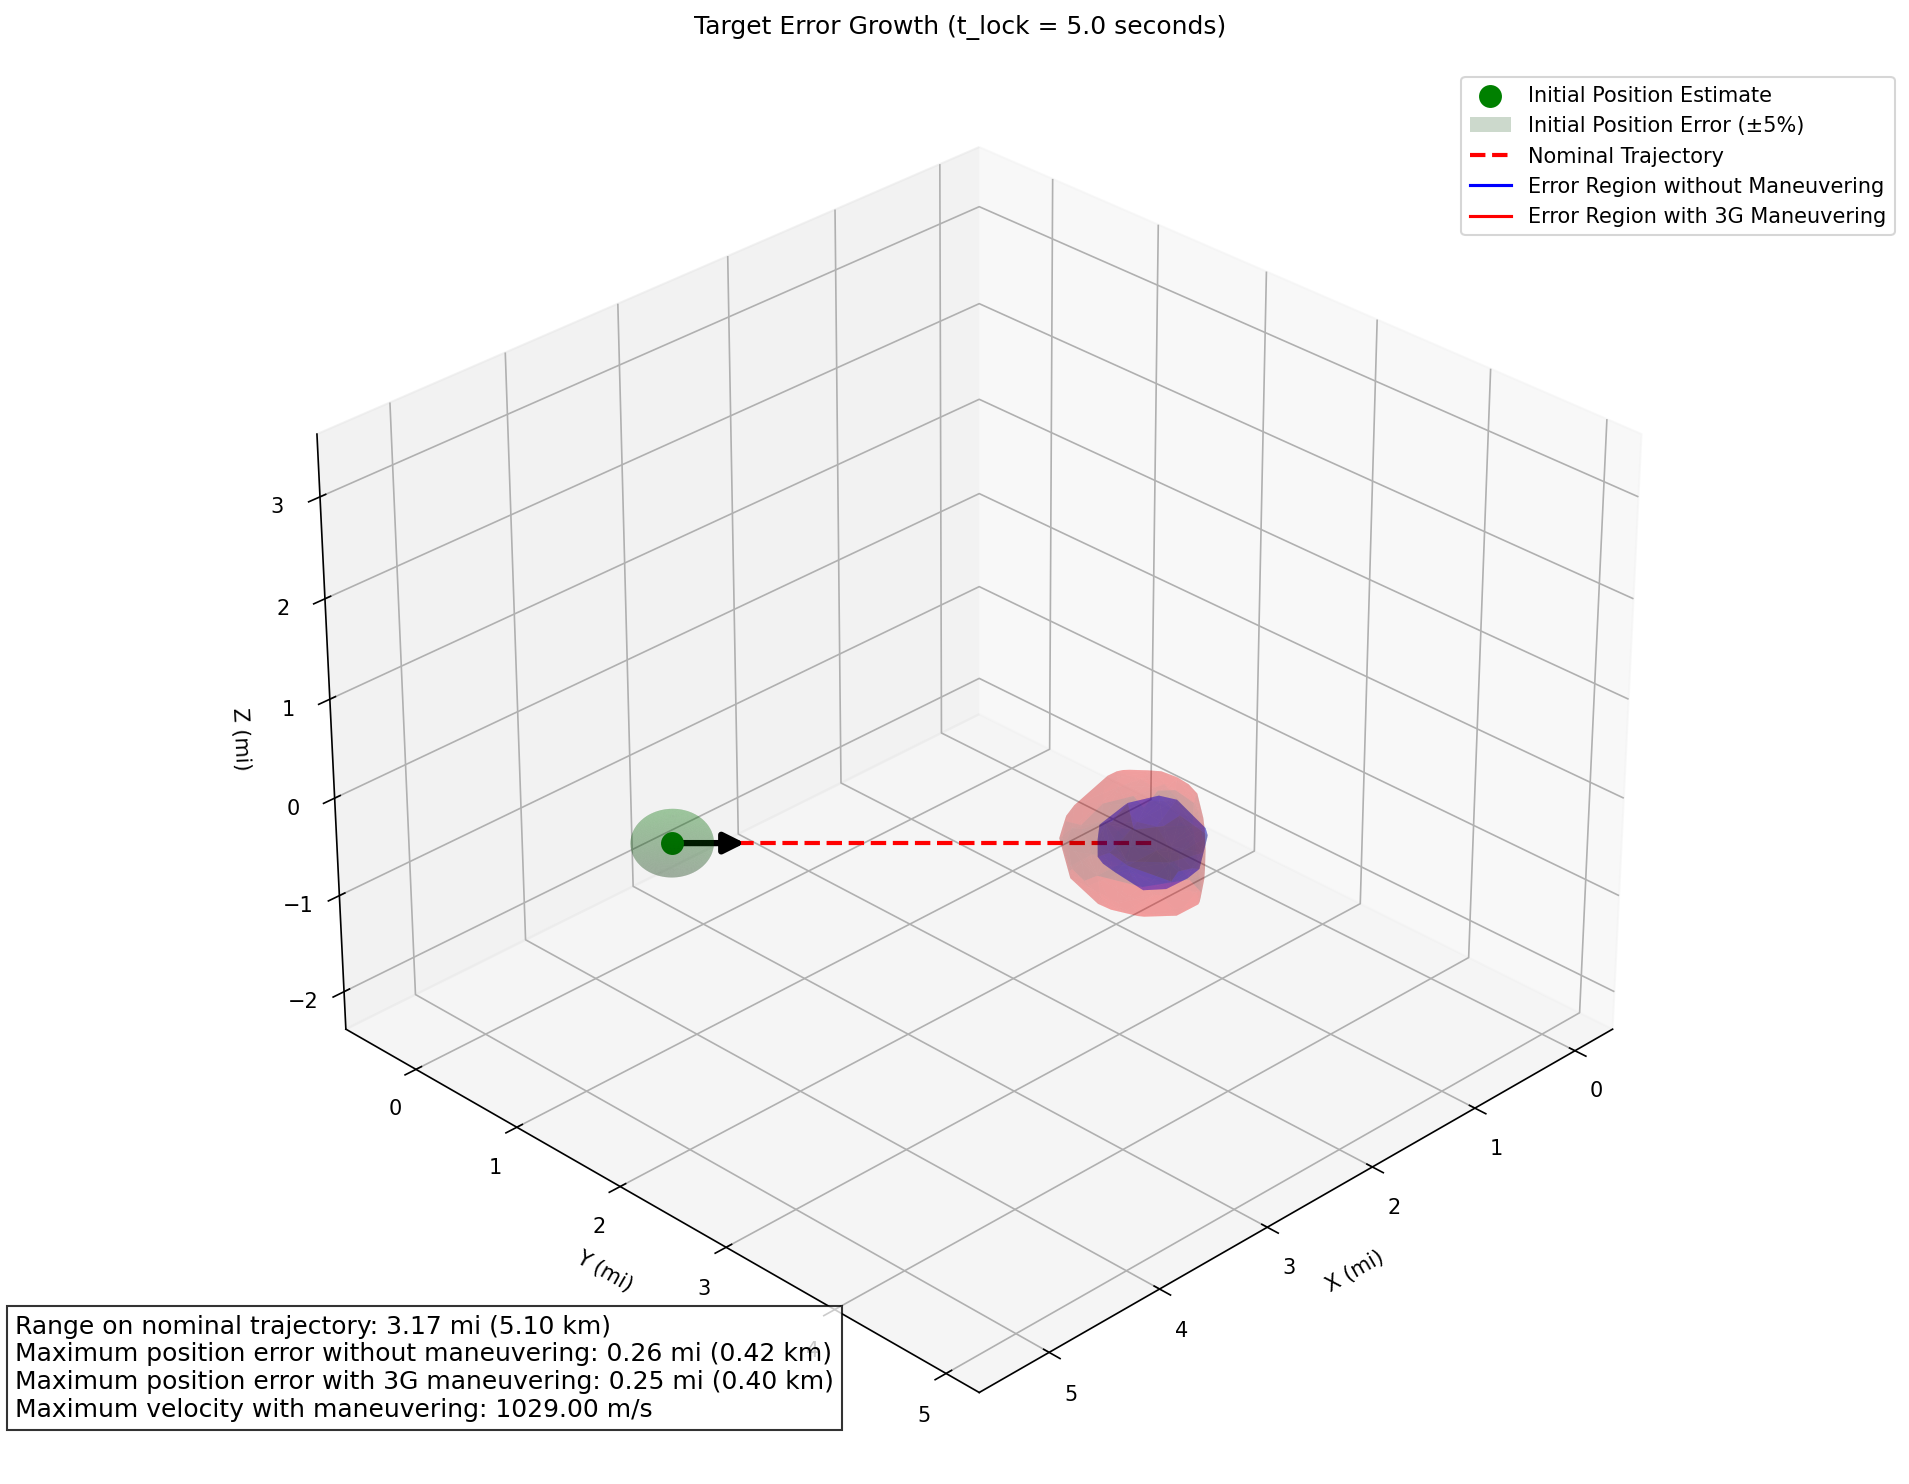 Target Error Growth (t_lock = 5.0 seconds)
Initial Position Estimate
Initial Position Error (±5%)
Nominal Trajectory
Error Region without Maneuvering
Error Region with 3G Maneuvering
3
2
1
0
−1
−2
Z (mi)
0
1
2
3
4
5
Y (mi)
0
1
2
3
4
5
X (mi)
Range on nominal trajectory: 3.17 mi (5.10 km)
Maximum position error without maneuvering: 0.26 mi (0.42 km)
Maximum position error with 3G maneuvering: 0.25 mi (0.40 km)
Maximum velocity with maneuvering: 1029.00 m/s